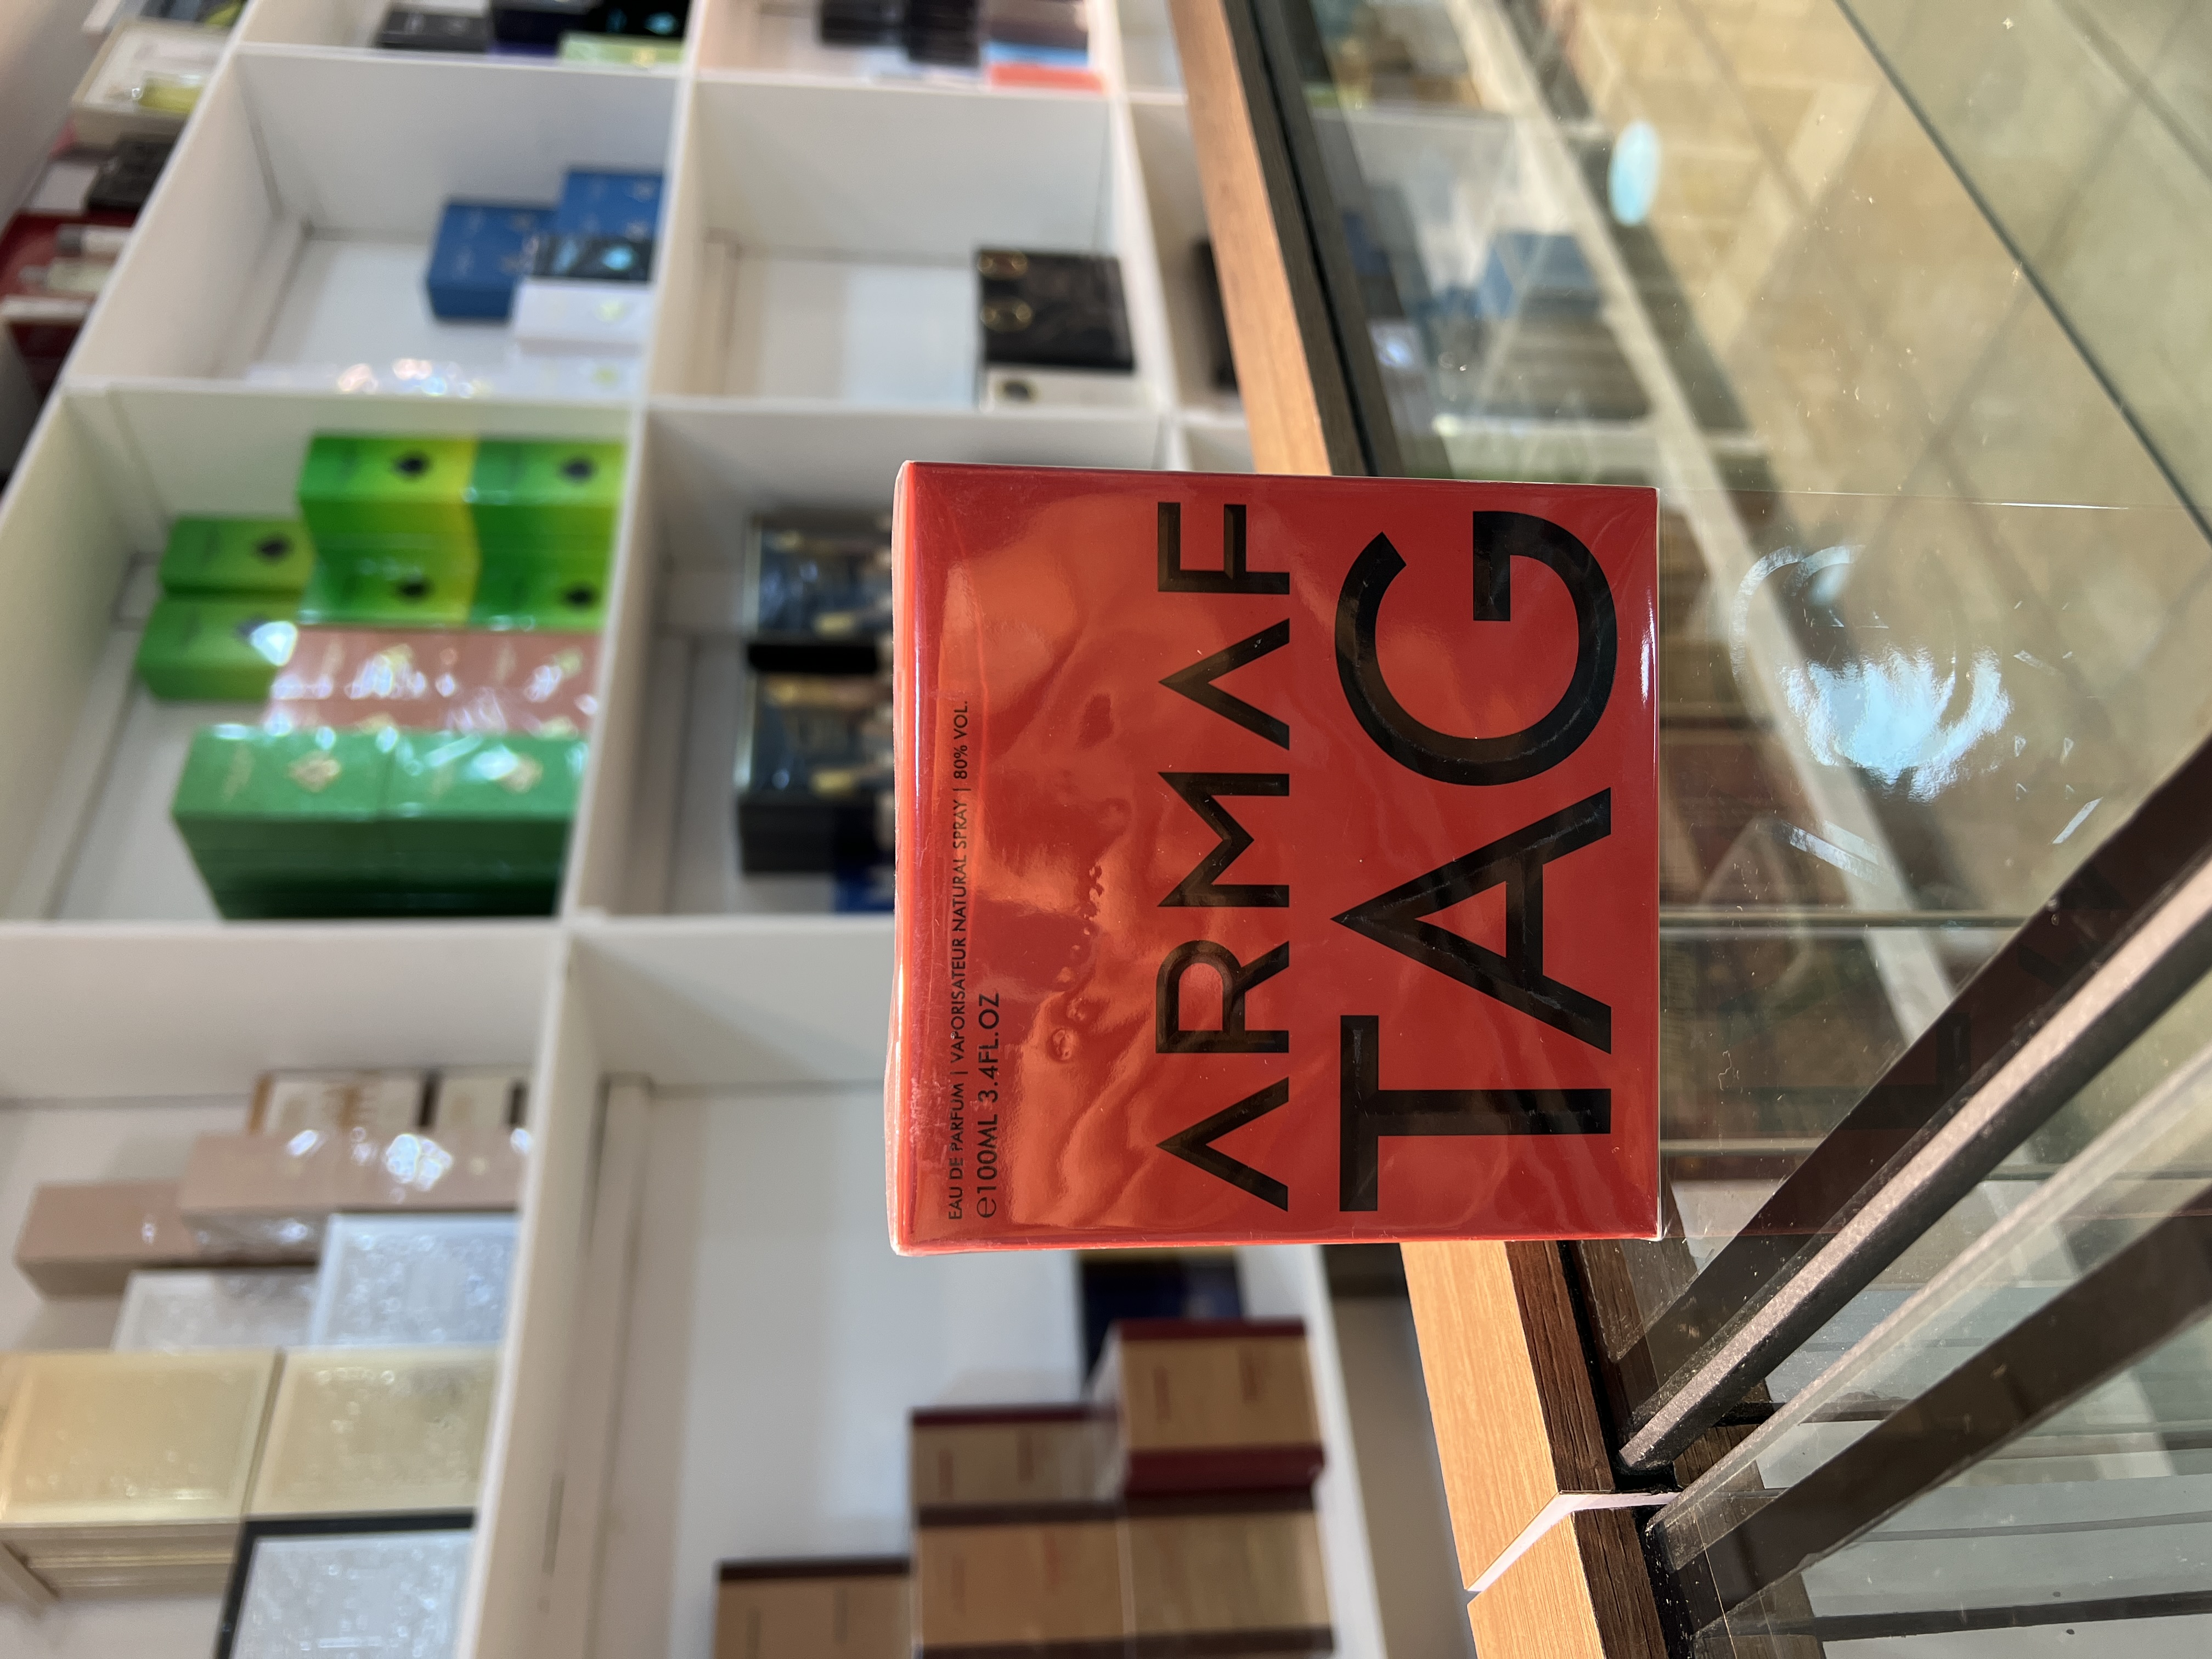 EAU DE PARFUM | VAPORISATEUR NATURAL SPRAY | 80% VOL.
℮100ML 3.4FL.OZ
ARMAF
TAG